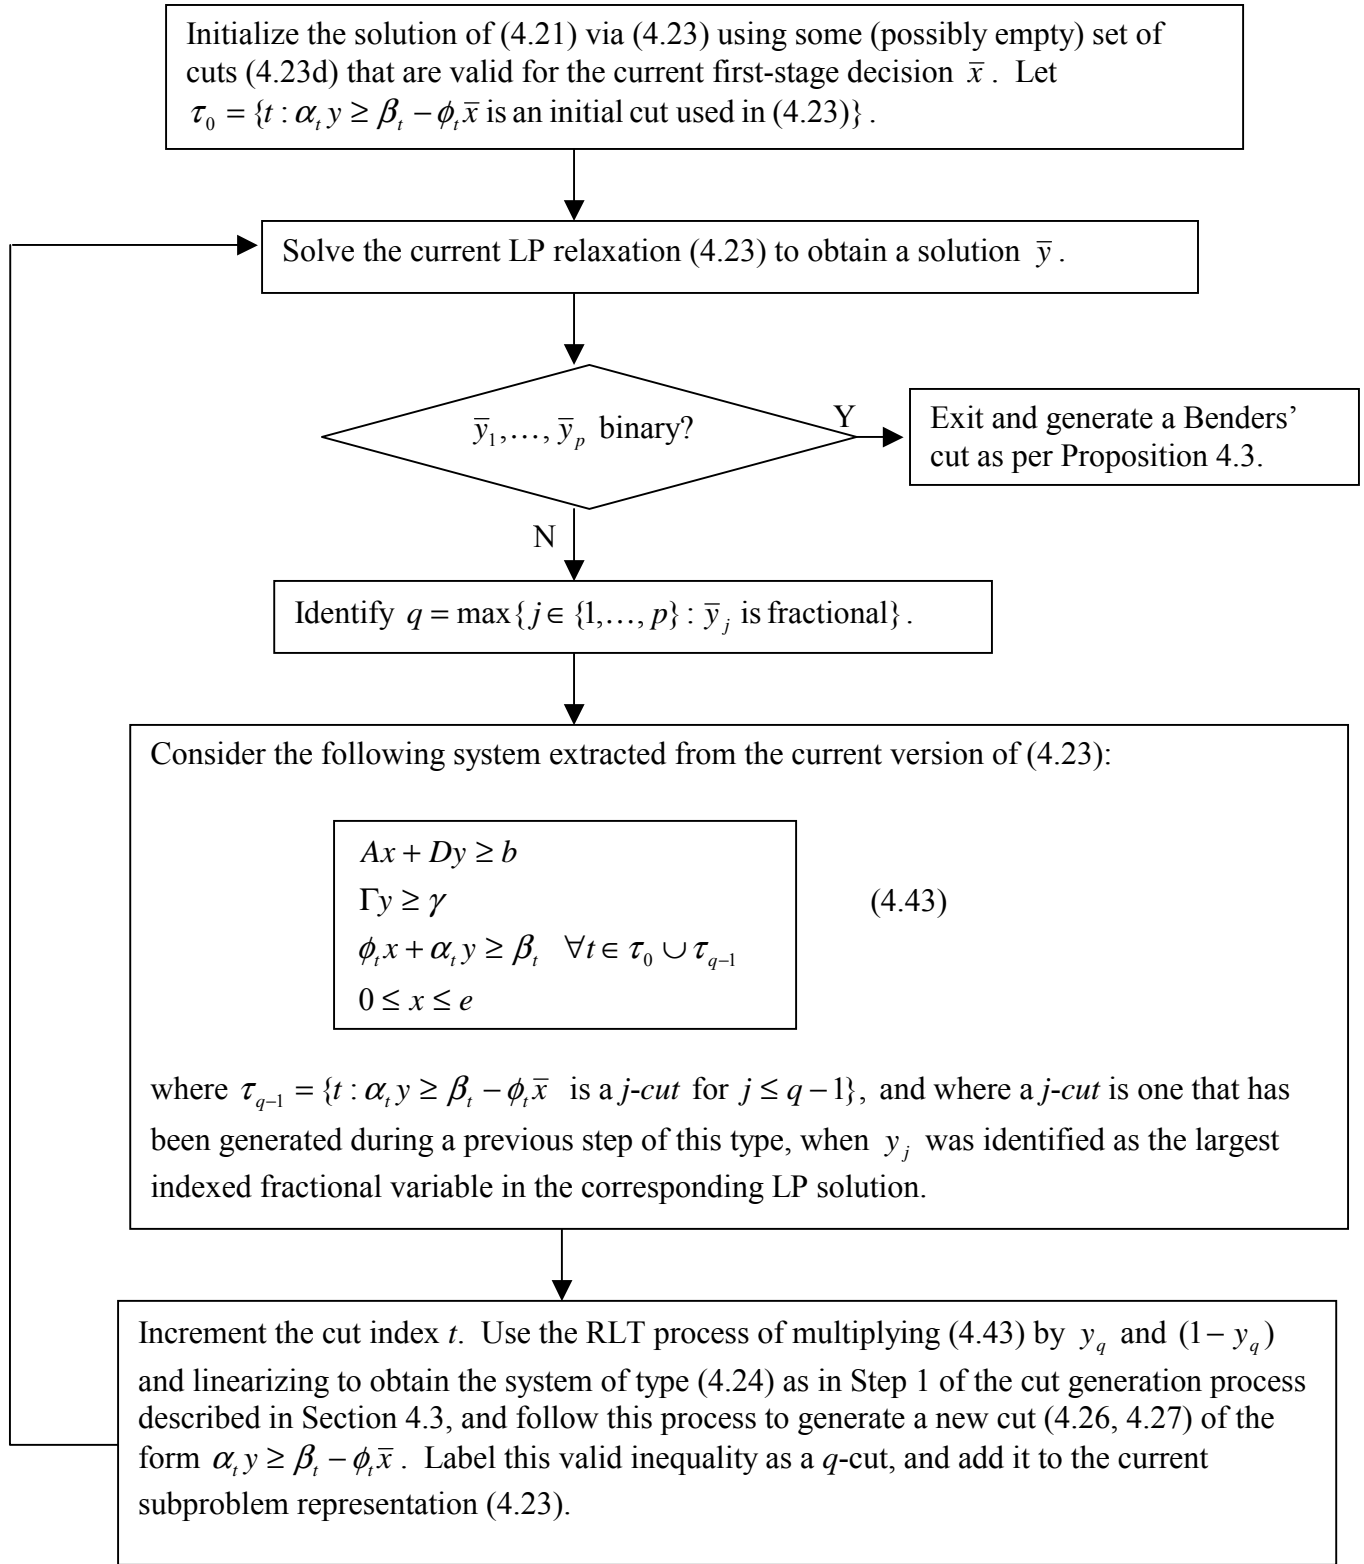 Initialize the solution of (4.21) via (4.23) using some (possibly empty) set of
cuts (4.23d) that are valid for the current first-stage decision x̄ .  Let
τ₀ = {t : αₜ y ≥ βₜ − φₜ x̄ is an initial cut used in (4.23)} .
Solve the current LP relaxation (4.23) to obtain a solution ȳ .
ȳ₁,…, ȳₚ binary?
Y
Exit and generate a Benders’
cut as per Proposition 4.3.
N
Identify q = max{ j ∈ {1,…, p} : ȳⱼ is fractional} .
Consider the following system extracted from the current version of (4.23):
Ax + Dy ≥ b
Γy ≥ γ (4.43)
φₜ x + αₜ y ≥ βₜ ∀t ∈ τ₀ ∪ τ_{q−1}
0 ≤ x ≤ e
where τ_{q−1} = {t : αₜ y ≥ βₜ − φₜ x̄ is a j-cut for j ≤ q − 1}, and where a j-cut is one that has
been generated during a previous step of this type, when yⱼ was identified as the largest
indexed fractional variable in the corresponding LP solution.
Increment the cut index t.  Use the RLT process of multiplying (4.43) by y_q and (1 − y_q)
and linearizing to obtain the system of type (4.24) as in Step 1 of the cut generation process
described in Section 4.3, and follow this process to generate a new cut (4.26, 4.27) of the
form αₜ y ≥ βₜ − φₜ x̄ .  Label this valid inequality as a q-cut, and add it to the current
subproblem representation (4.23).